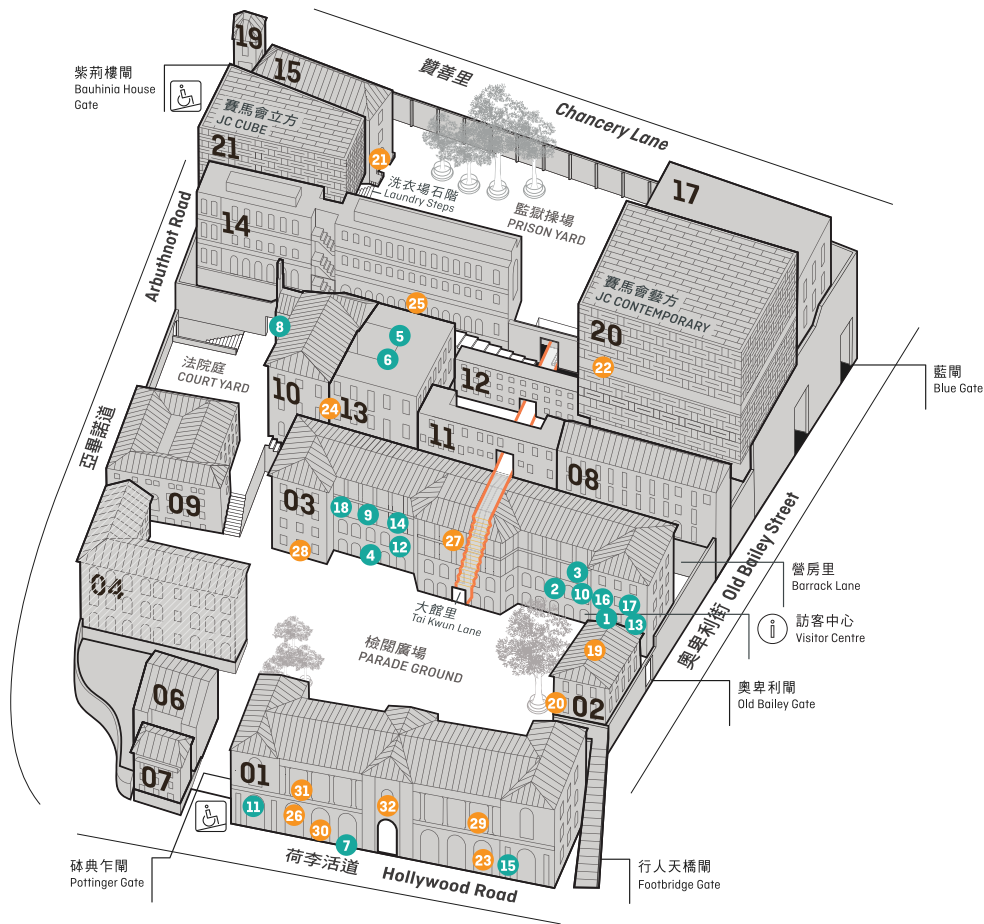 19
15
紫荊樓閘
Bauhinia House
Gate
贊善里
Chancery Lane
賽馬會立方
JC CUBE
21
21
洗衣場石階
Laundry Steps
監獄操場
PRISON YARD
17
14
Arbuthnot Road
亞畢諾道
25
賽馬會藝方
JC CONTEMPORARY
20
22
8
5
6
法院庭
COURT YARD
藍閘
Blue Gate
10
24
13
12
11
08
09
03
18
9
14
12
4
28
27
3
2
10
16
17
1
13
奧卑利街 Old Bailey Street
營房里
Barrack Lane
訪客中心
Visitor Centre
i
04
大館里
Tai Kwun Lane
檢閱廣場
PARADE GROUND
19
20
02
奧卑利閘
Old Bailey Gate
06
07
01
31
11
26
30
7
32
29
23
15
砵典乍閘
Pottinger Gate
荷李活道
Hollywood Road
行人天橋閘
Footbridge Gate